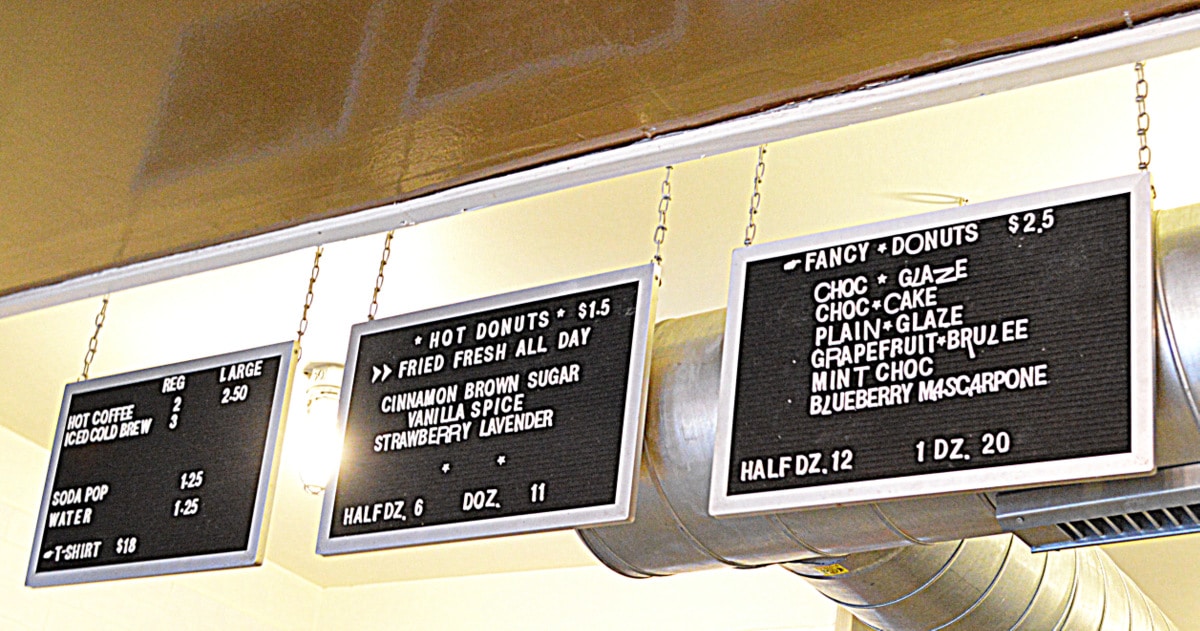 REG LARGE
HOT COFFEE 2 2-50
ICED COLD BREW 3
SODA POP 1-25
WATER 1-25
☛T-SHIRT $18
* HOT DONUTS * $1.5
>> FRIED FRESH ALL DAY
CINNAMON BROWN SUGAR
VANILLA SPICE
STRAWBERRY LAVENDER
* *
HALF DZ. 6 DOZ. 11
☛FANCY * DONUTS $2.5
CHOC * GLAZE
CHOC*CAKE
PLAIN*GLAZE
GRAPEFRUIT*BRULEE
MINT CHOC
BLUEBERRY MASCARPONE
HALF DZ. 12 1 DZ. 20